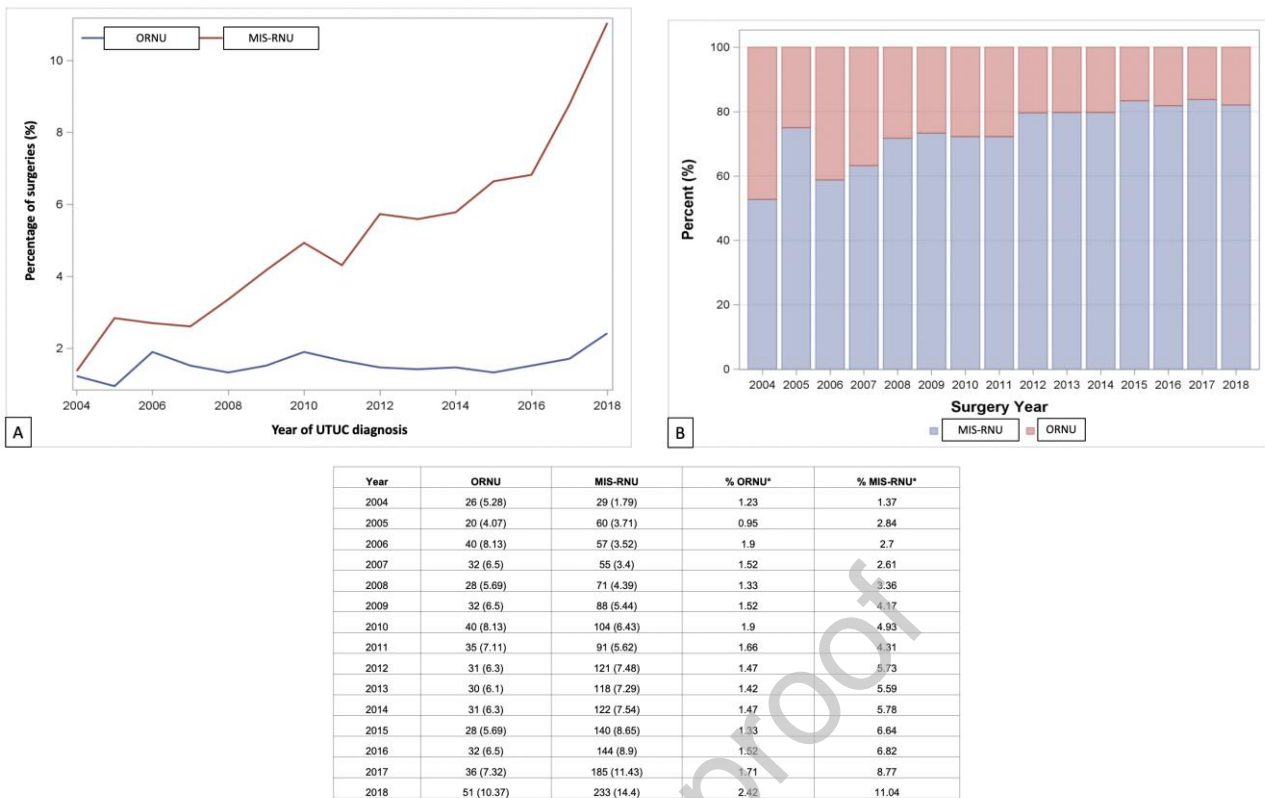 ORNU MIS-RNU
10
8
6
4
2
Percentage of surgeries (%)
2004 2006 2008 2010 2012 2014 2016 2018
Year of UTUC diagnosis
A
100
80
60
40
20
0
Percent (%)
2004 2005 2006 2007 2008 2009 2010 2011 2012 2013 2014 2015 2016 2017 2018
Surgery Year
MIS-RNU ORNU
B
Year ORNU MIS-RNU % ORNU* % MIS-RNU*
2004 26 (5.28) 29 (1.79) 1.23 1.37
2005 20 (4.07) 60 (3.71) 0.95 2.84
2006 40 (8.13) 57 (3.52) 1.9 2.7
2007 32 (6.5) 55 (3.4) 1.52 2.61
2008 28 (5.69) 71 (4.39) 1.33 3.36
2009 32 (6.5) 88 (5.44) 1.52 4.17
2010 40 (8.13) 104 (6.43) 1.9 4.93
2011 35 (7.11) 91 (5.62) 1.66 4.31
2012 31 (6.3) 121 (7.48) 1.47 5.73
2013 30 (6.1) 118 (7.29) 1.42 5.59
2014 31 (6.3) 122 (7.54) 1.47 5.78
2015 28 (5.69) 140 (8.65) 1.33 6.64
2016 32 (6.5) 144 (8.9) 1.52 6.82
2017 36 (7.32) 185 (11.43) 1.71 8.77
2018 51 (10.37) 233 (14.4) 2.42 11.04
proof